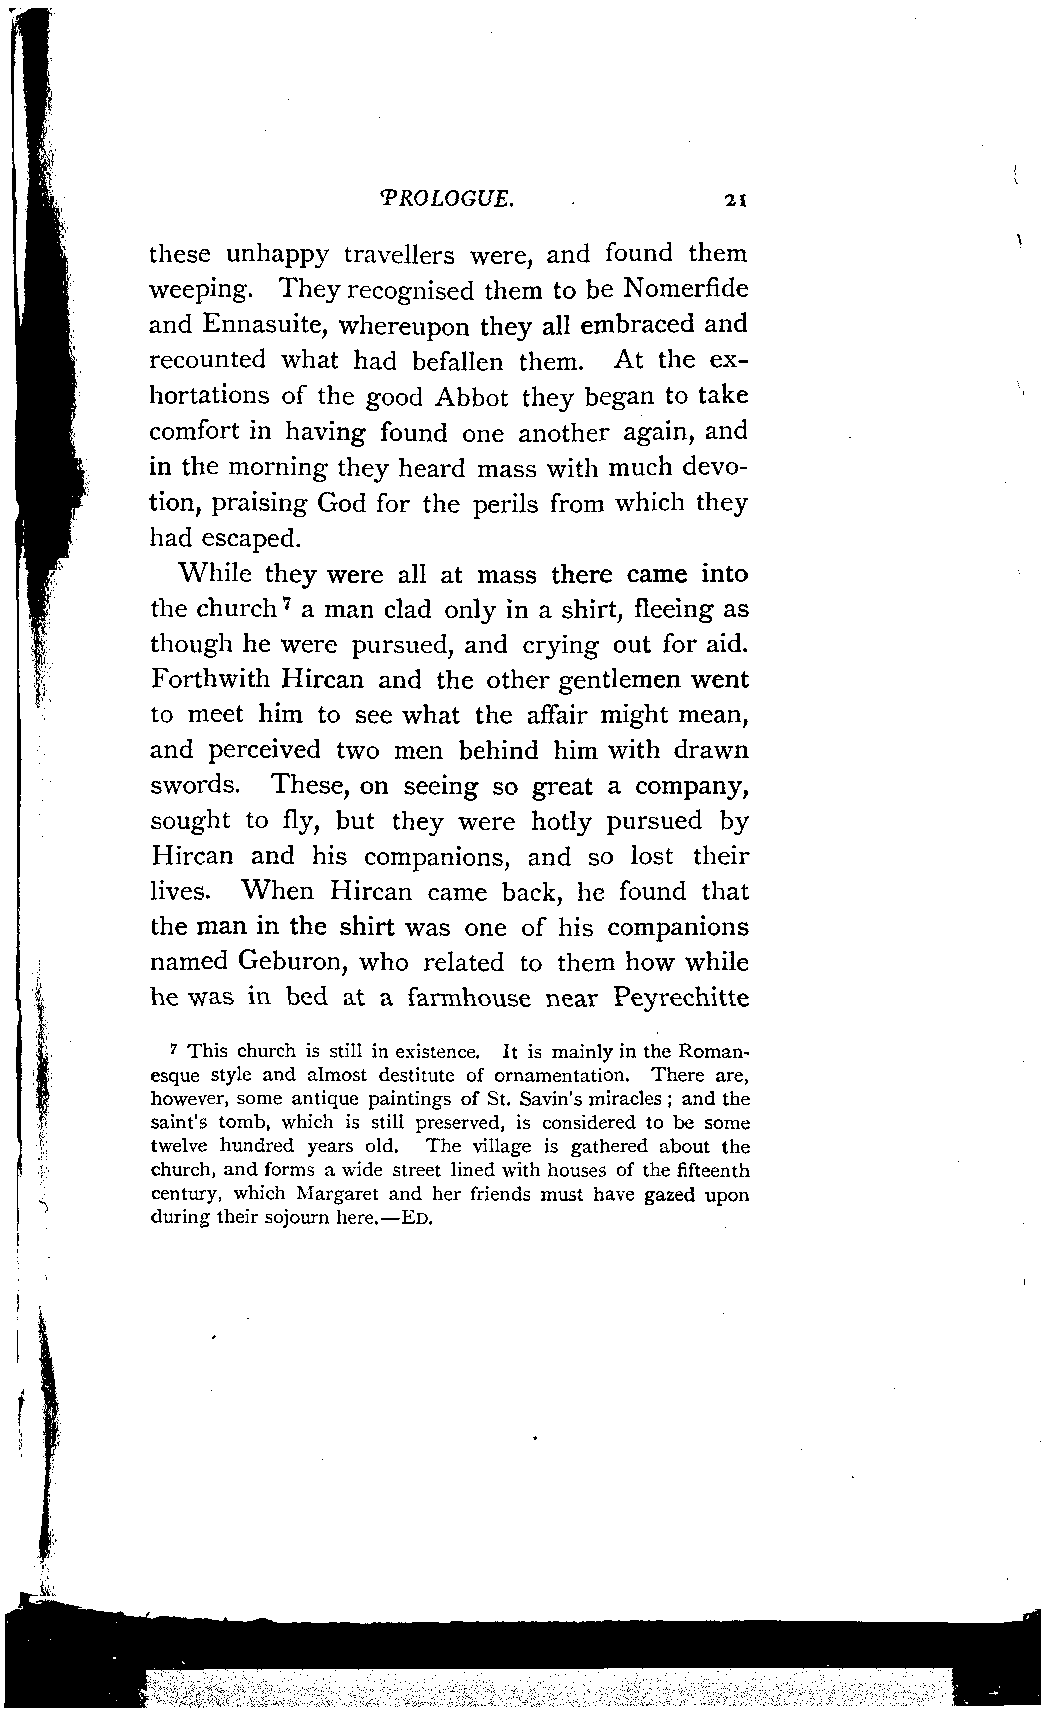 PROLOGUE. 21
these unhappy travellers were, and found them
weeping. They recognised them to be Nomerfide
and Ennasuite, whereupon they all embraced and
recounted what had befallen them. At the ex-
hortations of the good Abbot they began to take
comfort in having found one another again, and
in the morning they heard mass with much devo-
tion, praising God for the perils from which they
had escaped.
While they were all at mass there came into
the church⁷ a man clad only in a shirt, fleeing as
though he were pursued, and crying out for aid.
Forthwith Hircan and the other gentlemen went
to meet him to see what the affair might mean,
and perceived two men behind him with drawn
swords. These, on seeing so great a company,
sought to fly, but they were hotly pursued by
Hircan and his companions, and so lost their
lives. When Hircan came back, he found that
the man in the shirt was one of his companions
named Geburon, who related to them how while
he was in bed at a farmhouse near Peyrechitte
⁷ This church is still in existence. It is mainly in the Roman-
esque style and almost destitute of ornamentation. There are,
however, some antique paintings of St. Savin's miracles; and the
saint's tomb, which is still preserved, is considered to be some
twelve hundred years old. The village is gathered about the
church, and forms a wide street lined with houses of the fifteenth
century, which Margaret and her friends must have gazed upon
during their sojourn here.—ED.